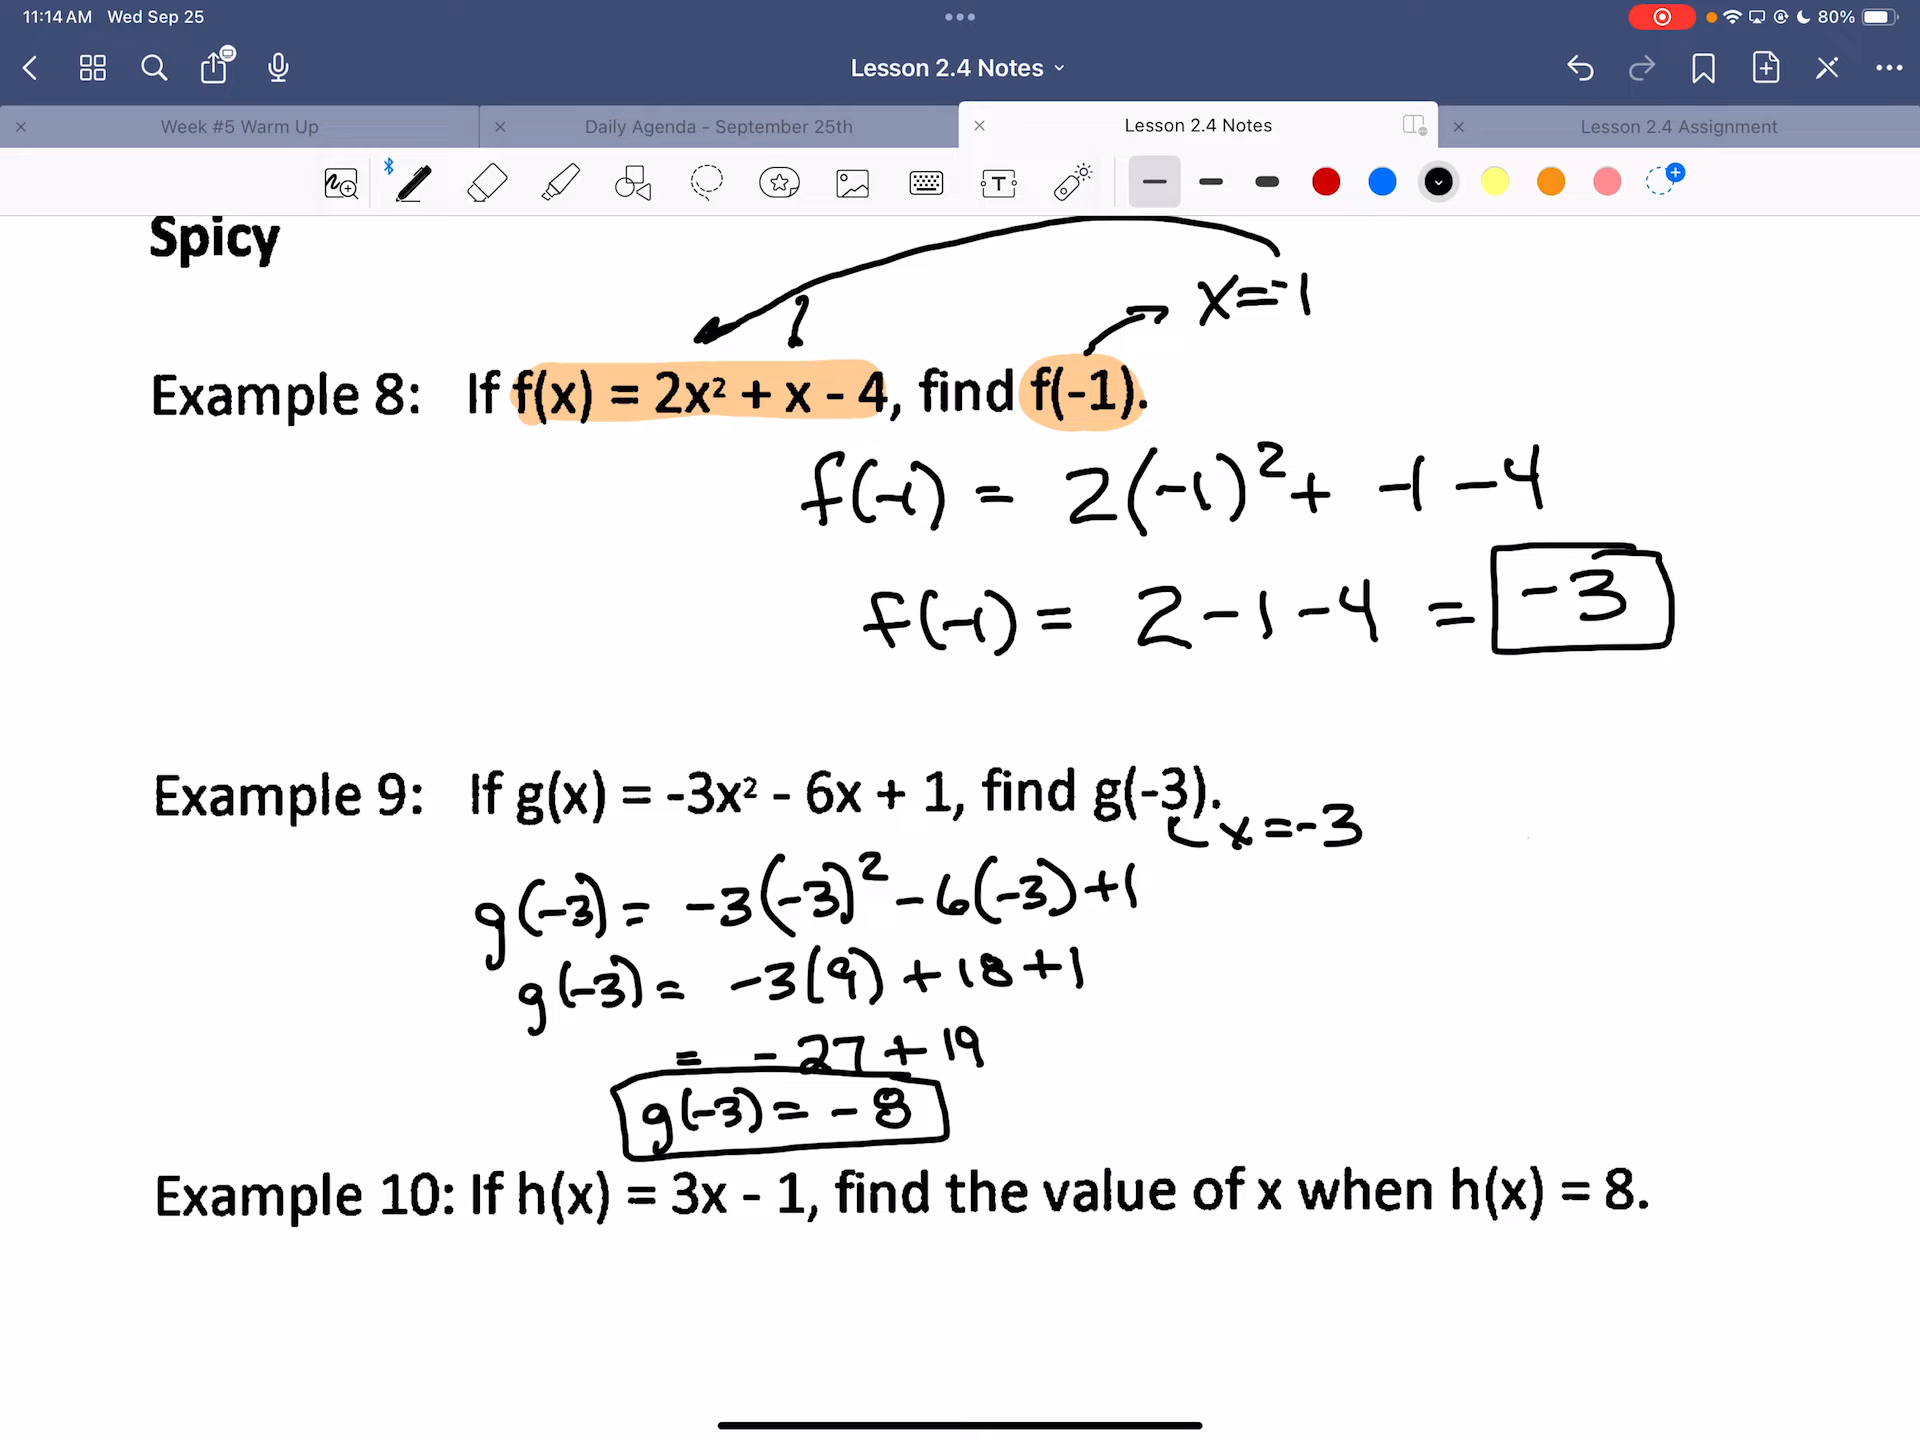 11:14 AM Wed Sep 25
80%
Lesson 2.4 Notes
Week #5 Warm Up
Daily Agenda - September 25th
Lesson 2.4 Notes
Lesson 2.4 Assignment
Spicy
x=-1
Example 8: If f(x) = 2x² + x - 4, find f(-1).
f(-1) = 2(-1)² + -1 - 4
f(-1) = 2 - 1 - 4 = -3
Example 9: If g(x) = -3x² - 6x + 1, find g(-3).
x = -3
g(-3) = -3(-3)² - 6(-3) + 1
g(-3) = -3(9) + 18 + 1
= -27 + 19
g(-3) = -8
Example 10: If h(x) = 3x - 1, find the value of x when h(x) = 8.